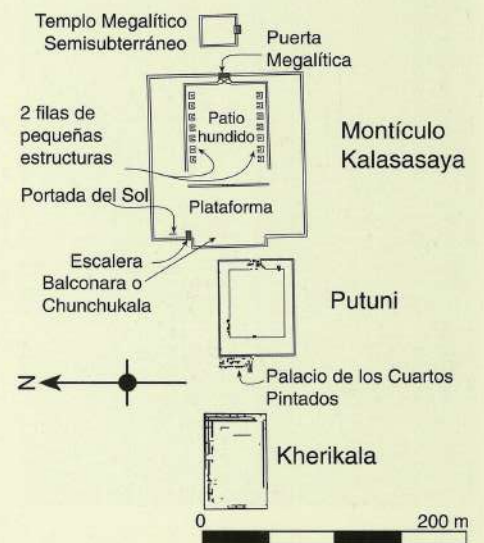 Templo Megalítico
Semisubterráneo
Puerta
Megalítica
2 filas de
pequeñas
estructuras
Patio
hundido
Montículo
Kalasasaya
Portada del Sol
Plataforma
Escalera
Balconara o
Chunchukala
Putuni
N
Palacio de los Cuartos
Pintados
Kherikala
0
200 m